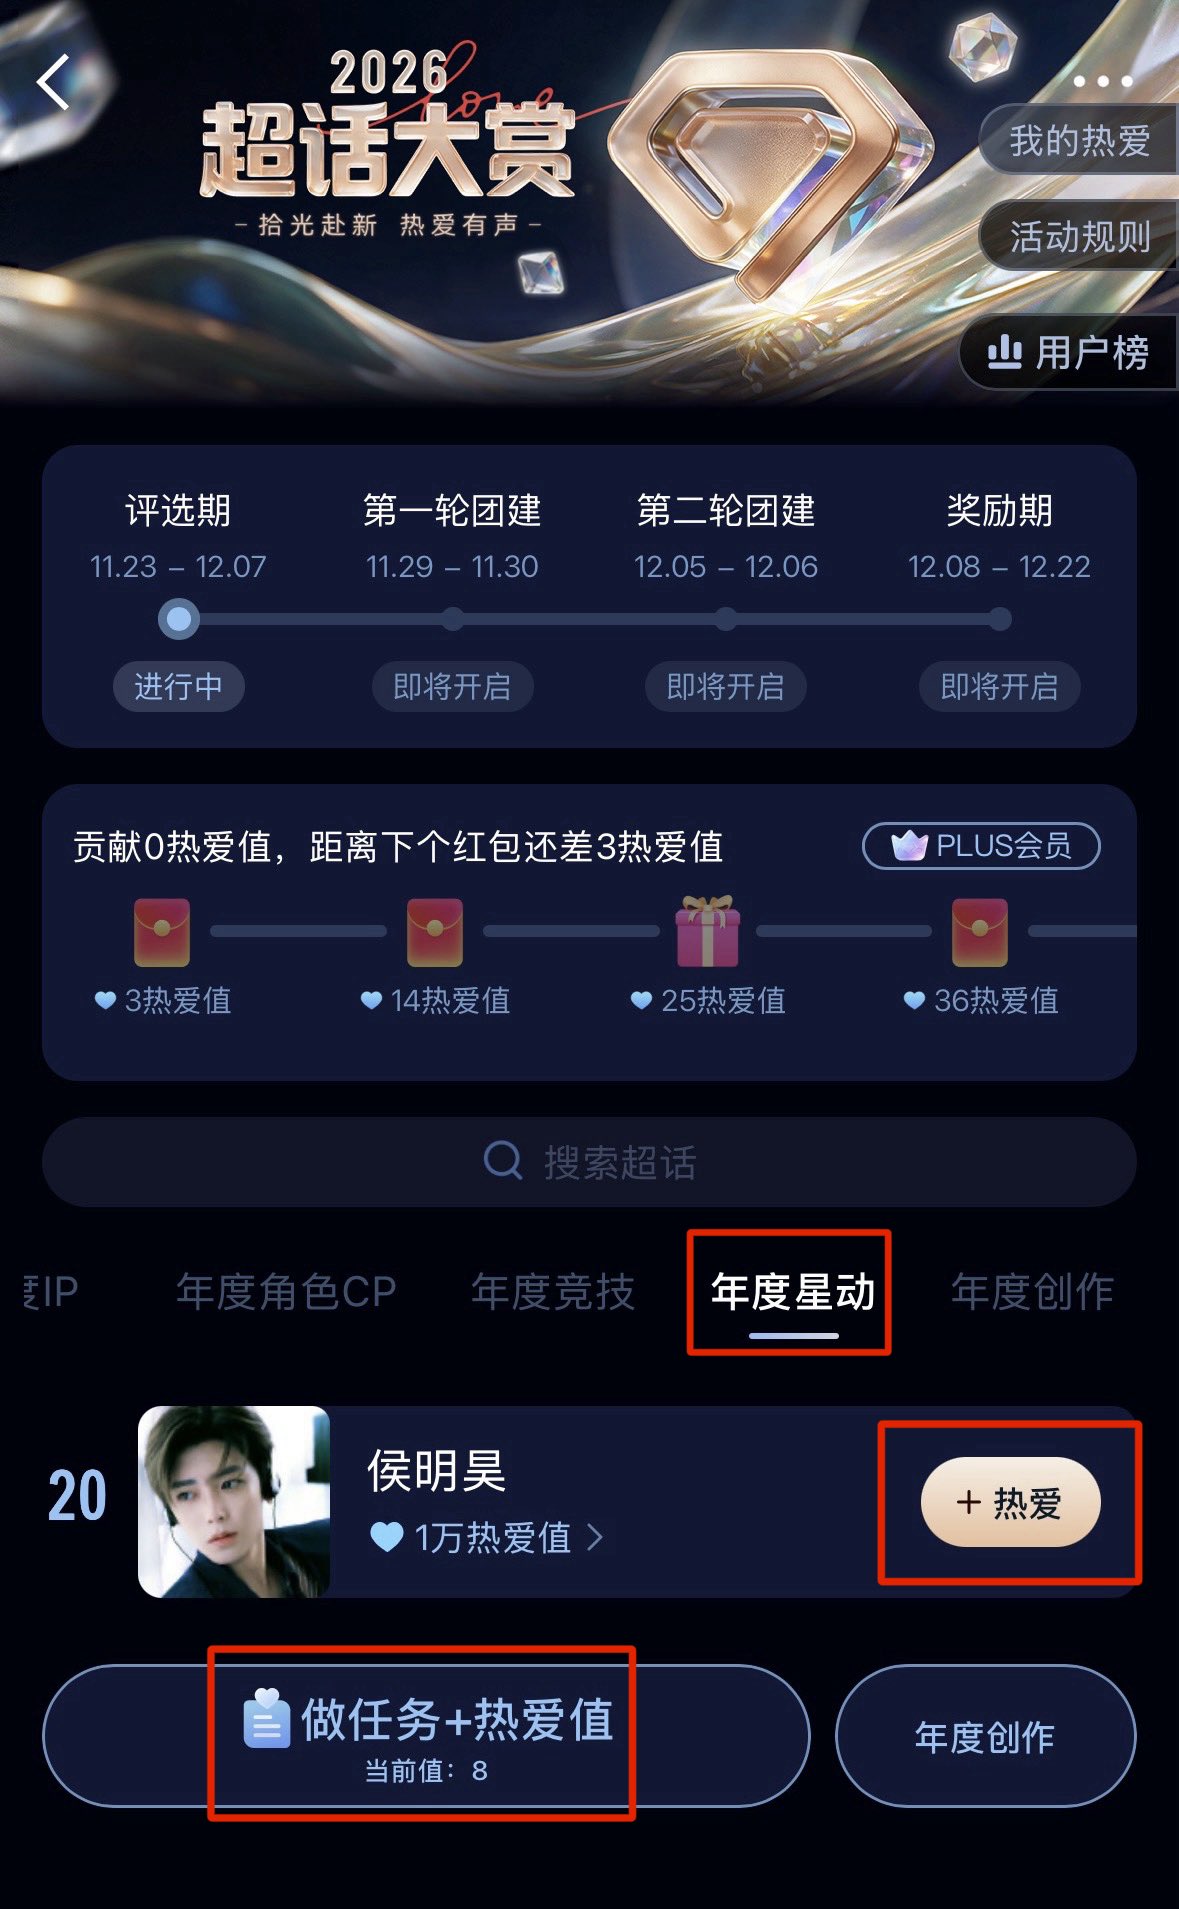 2026
love
超话大赏
-拾光赴新 热爱有声-
我的热爱
活动规则
用户榜
评选期 第一轮团建 第二轮团建 奖励期
11.23 – 12.07 11.29 – 11.30 12.05 – 12.06 12.08 – 12.22
进行中 即将开启 即将开启 即将开启
贡献0热爱值，距离下个红包还差3热爱值 PLUS会员
3热爱值 14热爱值 25热爱值 36热爱值
搜索超话
度IP 年度角色CP 年度竞技 年度星动 年度创作
20
侯明昊
1万热爱值 >
+ 热爱
做任务+热爱值
当前值：8
年度创作